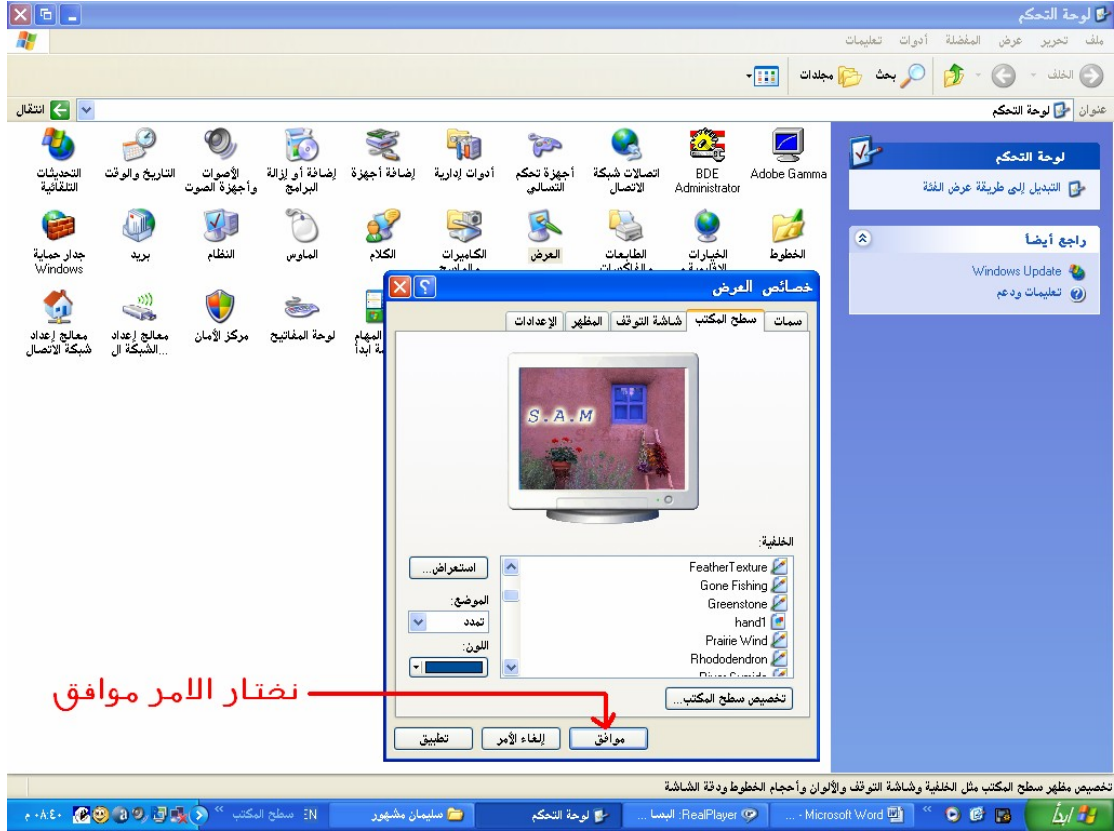 لوحة التحكم
ملف تحرير عرض المفضلة أدوات تعليمات
الخلف بحث مجلدات
عنوان لوحة التحكم انتقال
لوحة التحكم
التبديل إلى طريقة عرض الفئة
راجع أيضاً
Windows Update
تعليمات ودعم
Adobe Gamma
BDE Administrator
اتصالات شبكة الاتصال
أجهزة تحكم التسالي
أدوات إدارية
إضافة أجهزة
إضافة أو إزالة البرامج
الأصوات وأجهزة الصوت
التاريخ والوقت
التحديثات التلقائية
الخطوط
الخيارات
الطابعات
العرض
الكاميرات
الكلام
الماوس
النظام
بريد
جدار حماية Windows
المهام
لوحة المفاتيح
مركز الأمان
معالج إعداد الشبكة ال...
معالج إعداد شبكة الاتصال
خصائص العرض
سمات سطح المكتب شاشة التوقف المظهر الإعدادات
S.A.M
الخلفية:
FeatherTexture
Gone Fishing
Greenstone
hand1
Prairie Wind
Rhododendron
استعراض...
الموضع:
تمدد
اللون:
تخصيص سطح المكتب...
موافق إلغاء الأمر تطبيق
نختار الامر موافق
تخصيص مظهر سطح المكتب مثل الخلفية وشاشة التوقف والألوان وأحجام الخطوط ودقة الشاشة
ابدأ
Microsoft Word - ...
RealPlayer: البسا ...
لوحة التحكم
سليمان مشهور
سطح المكتب
٠٨:٤٠ م